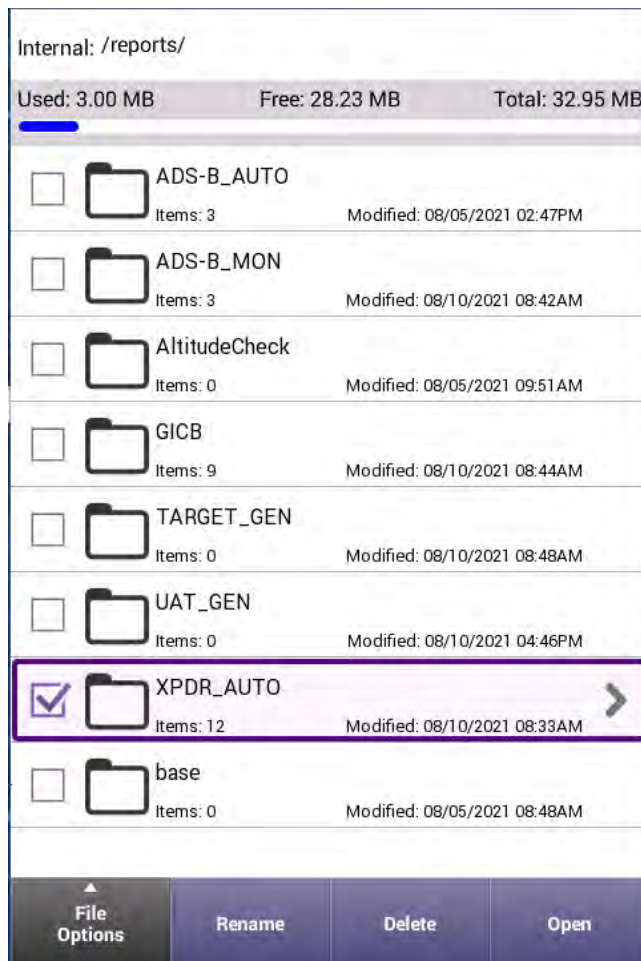 Internal: /reports/
Used: 3.00 MB Free: 28.23 MB Total: 32.95 MB
ADS-B_AUTO
Items: 3 Modified: 08/05/2021 02:47PM
ADS-B_MON
Items: 3 Modified: 08/10/2021 08:42AM
AltitudeCheck
Items: 0 Modified: 08/05/2021 09:51AM
GICB
Items: 9 Modified: 08/10/2021 08:44AM
TARGET_GEN
Items: 0 Modified: 08/10/2021 08:48AM
UAT_GEN
Items: 0 Modified: 08/10/2021 04:46PM
XPDR_AUTO
Items: 12 Modified: 08/10/2021 08:33AM
base
Items: 0 Modified: 08/05/2021 08:48AM
File
Options Rename Delete Open